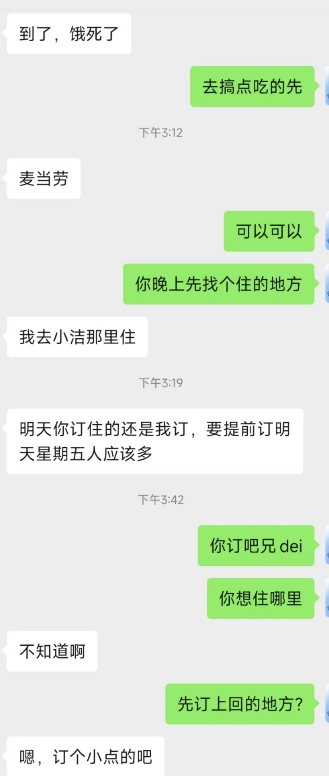 到了，饿死了
去搞点吃的先
下午3:12
麦当劳
可以可以
你晚上先找个住的地方
我去小洁那里住
下午3:19
明天你订住的还是我订，要提前订明
天星期五人应该多
下午3:42
你订吧兄dei
你想住哪里
不知道啊
先订上回的地方?
嗯，订个小点的吧